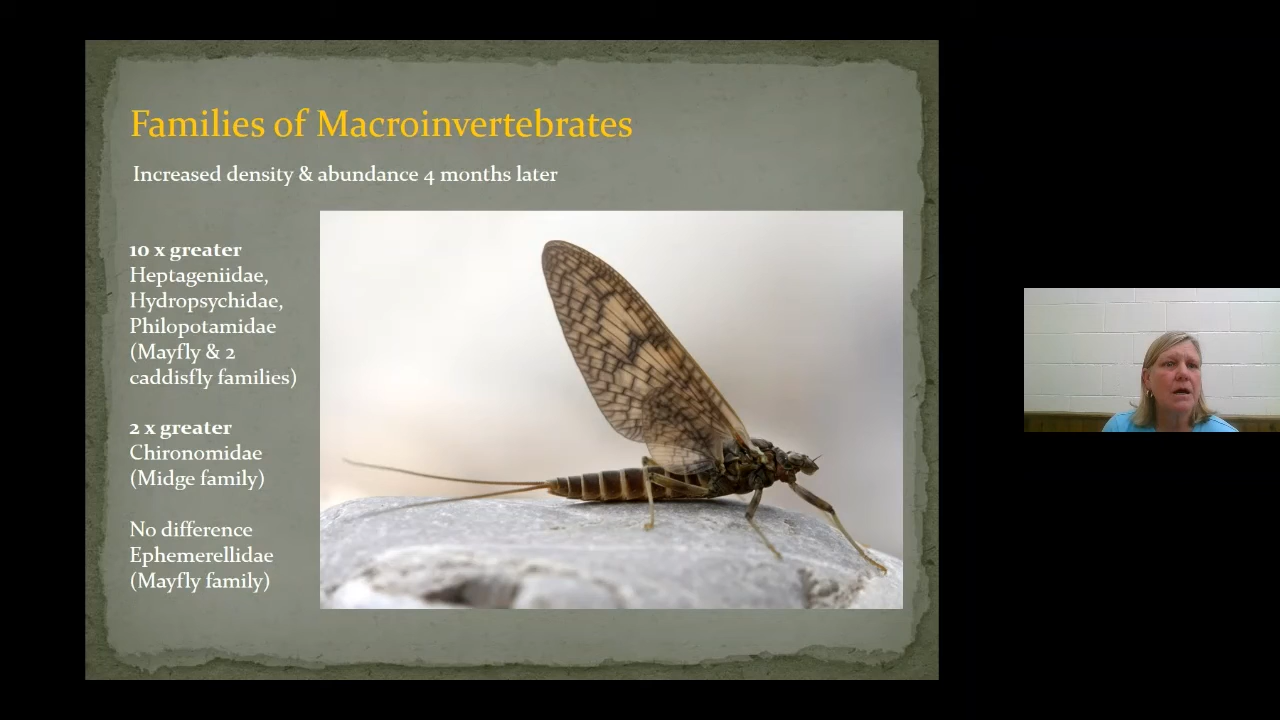 Families of Macroinvertebrates
Increased density & abundance 4 months later
10 x greater
Heptageniidae,
Hydropsychidae,
Philopotamidae
(Mayfly & 2
caddisfly families)
2 x greater
Chironomidae
(Midge family)
No difference
Ephemerellidae
(Mayfly family)